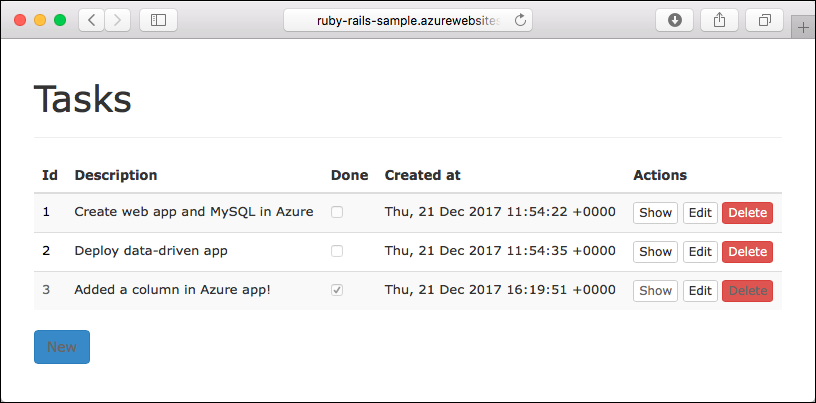 ruby-rails-sample.azurewebsites
Tasks
Id Description Done Created at Actions
1 Create web app and MySQL in Azure Thu, 21 Dec 2017 11:54:22 +0000 Show Edit Delete
2 Deploy data-driven app Thu, 21 Dec 2017 11:54:35 +0000 Show Edit Delete
3 Added a column in Azure app! Thu, 21 Dec 2017 16:19:51 +0000 Show Edit Delete
New